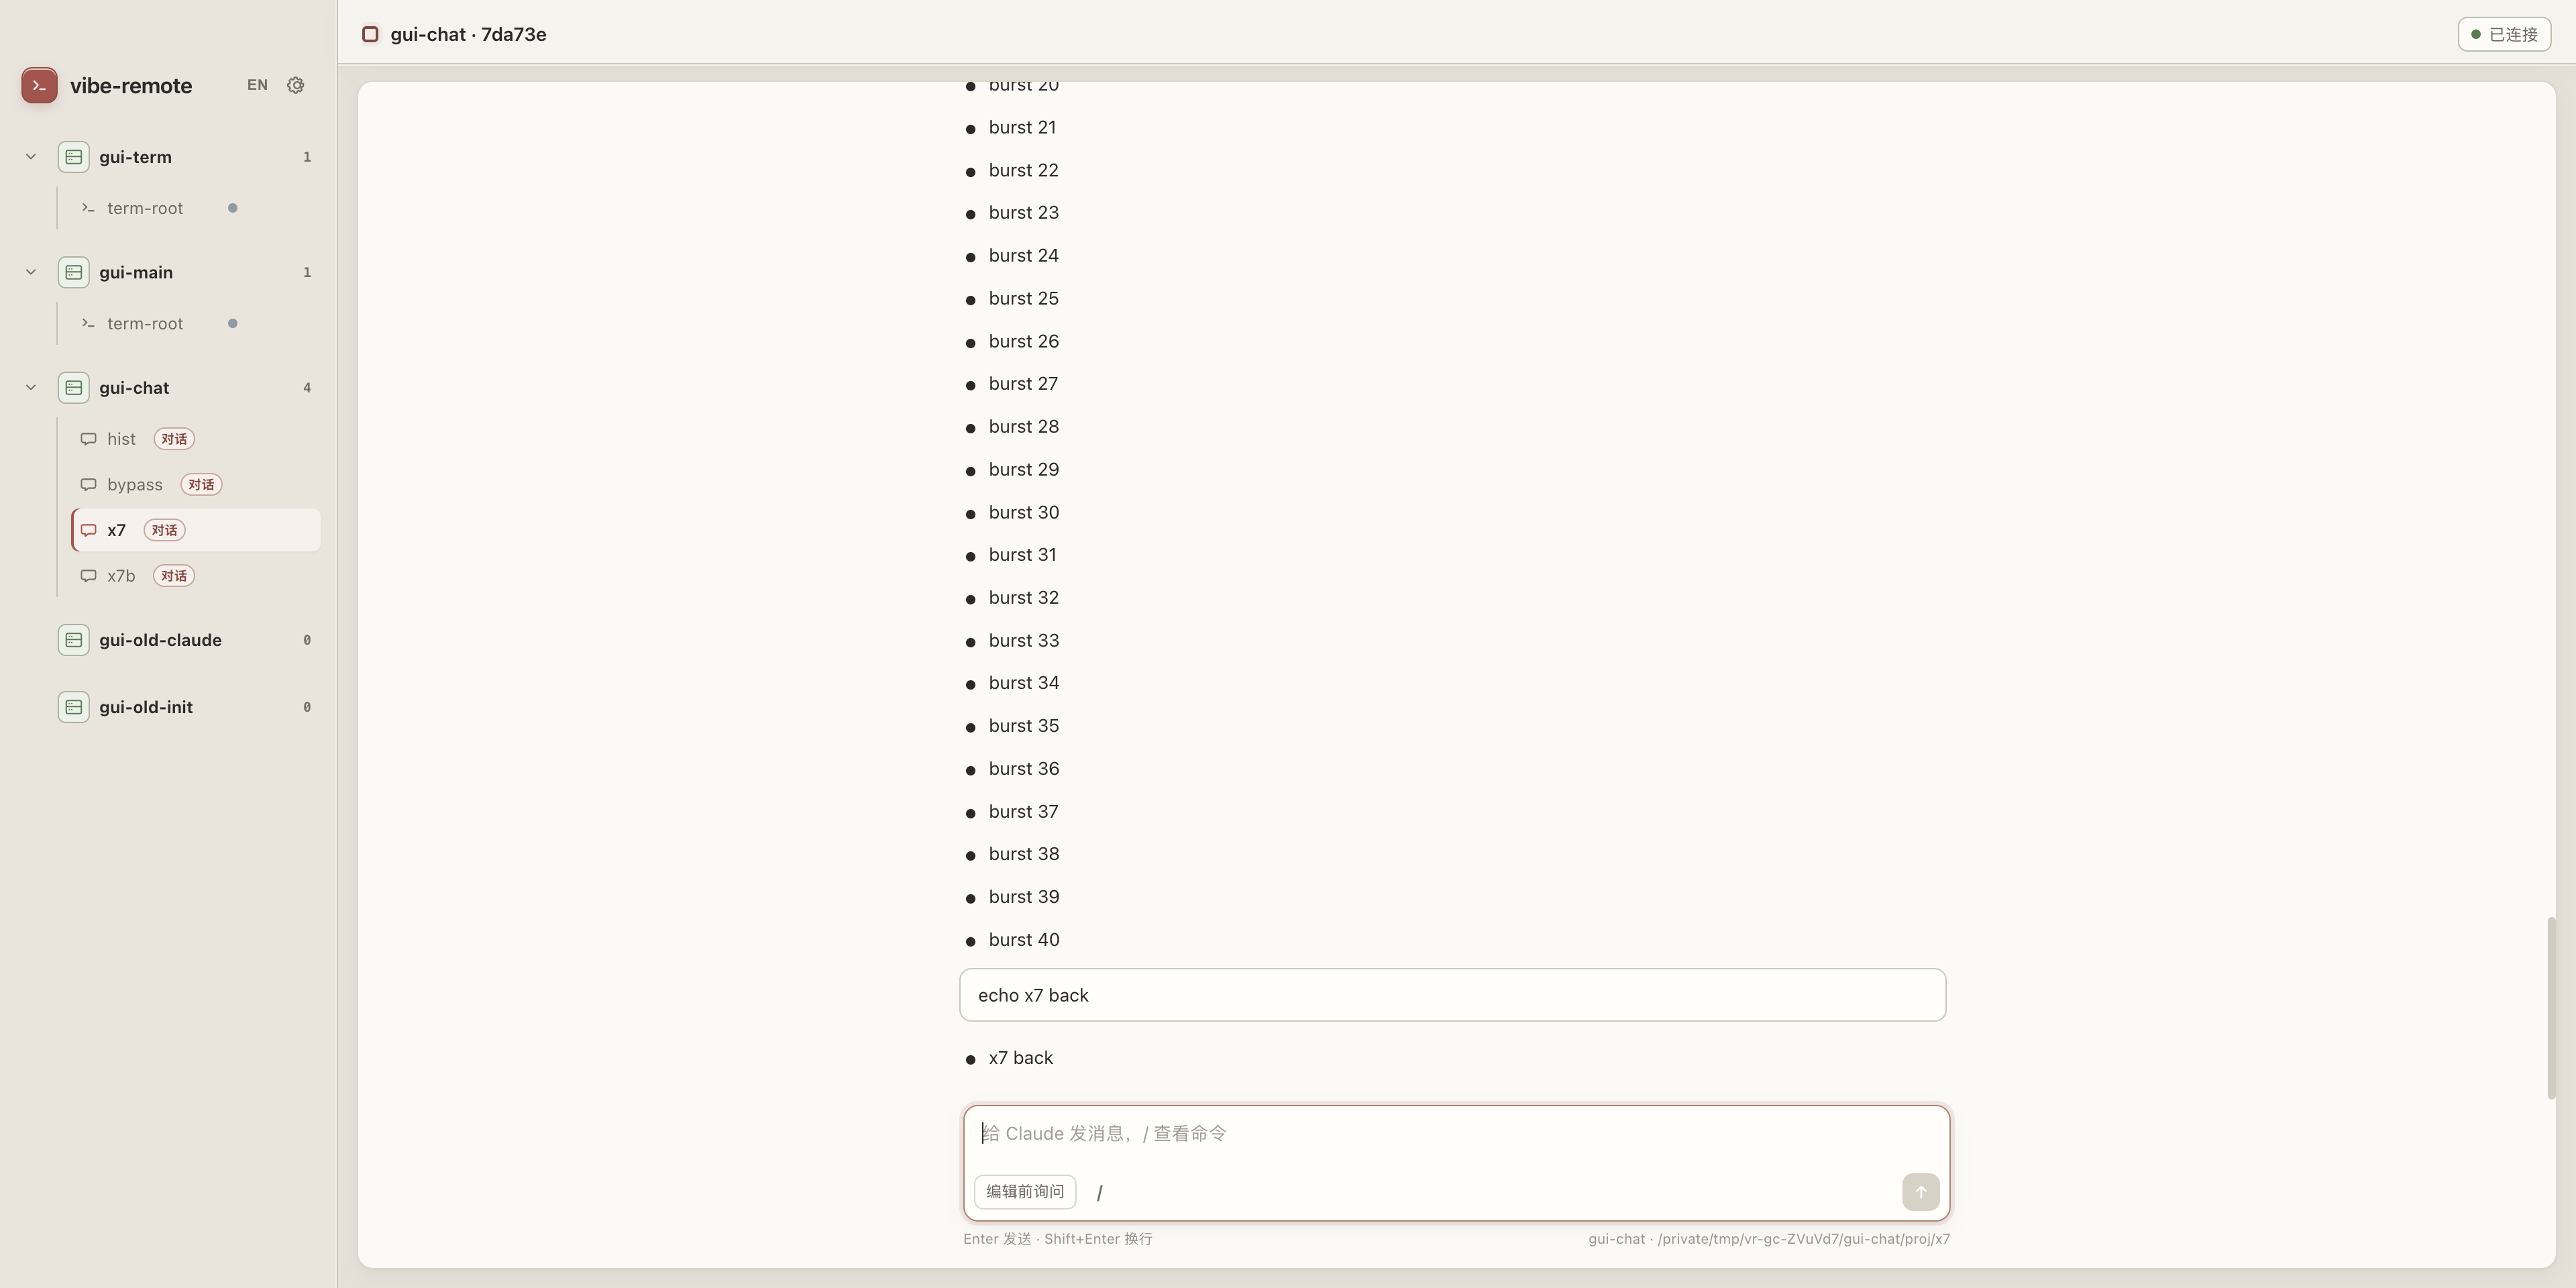 vibe-remote
EN
gui-term 1
term-root
gui-main 1
term-root
gui-chat 4
hist 对话
bypass 对话
x7 对话
x7b 对话
gui-old-claude 0
gui-old-init 0
gui-chat · 7da73e
已连接
burst 20
burst 21
burst 22
burst 23
burst 24
burst 25
burst 26
burst 27
burst 28
burst 29
burst 30
burst 31
burst 32
burst 33
burst 34
burst 35
burst 36
burst 37
burst 38
burst 39
burst 40
echo x7 back
x7 back
给 Claude 发消息，/ 查看命令
编辑前询问 /
Enter 发送 · Shift+Enter 换行
gui-chat · /private/tmp/vr-gc-ZVuVd7/gui-chat/proj/x7